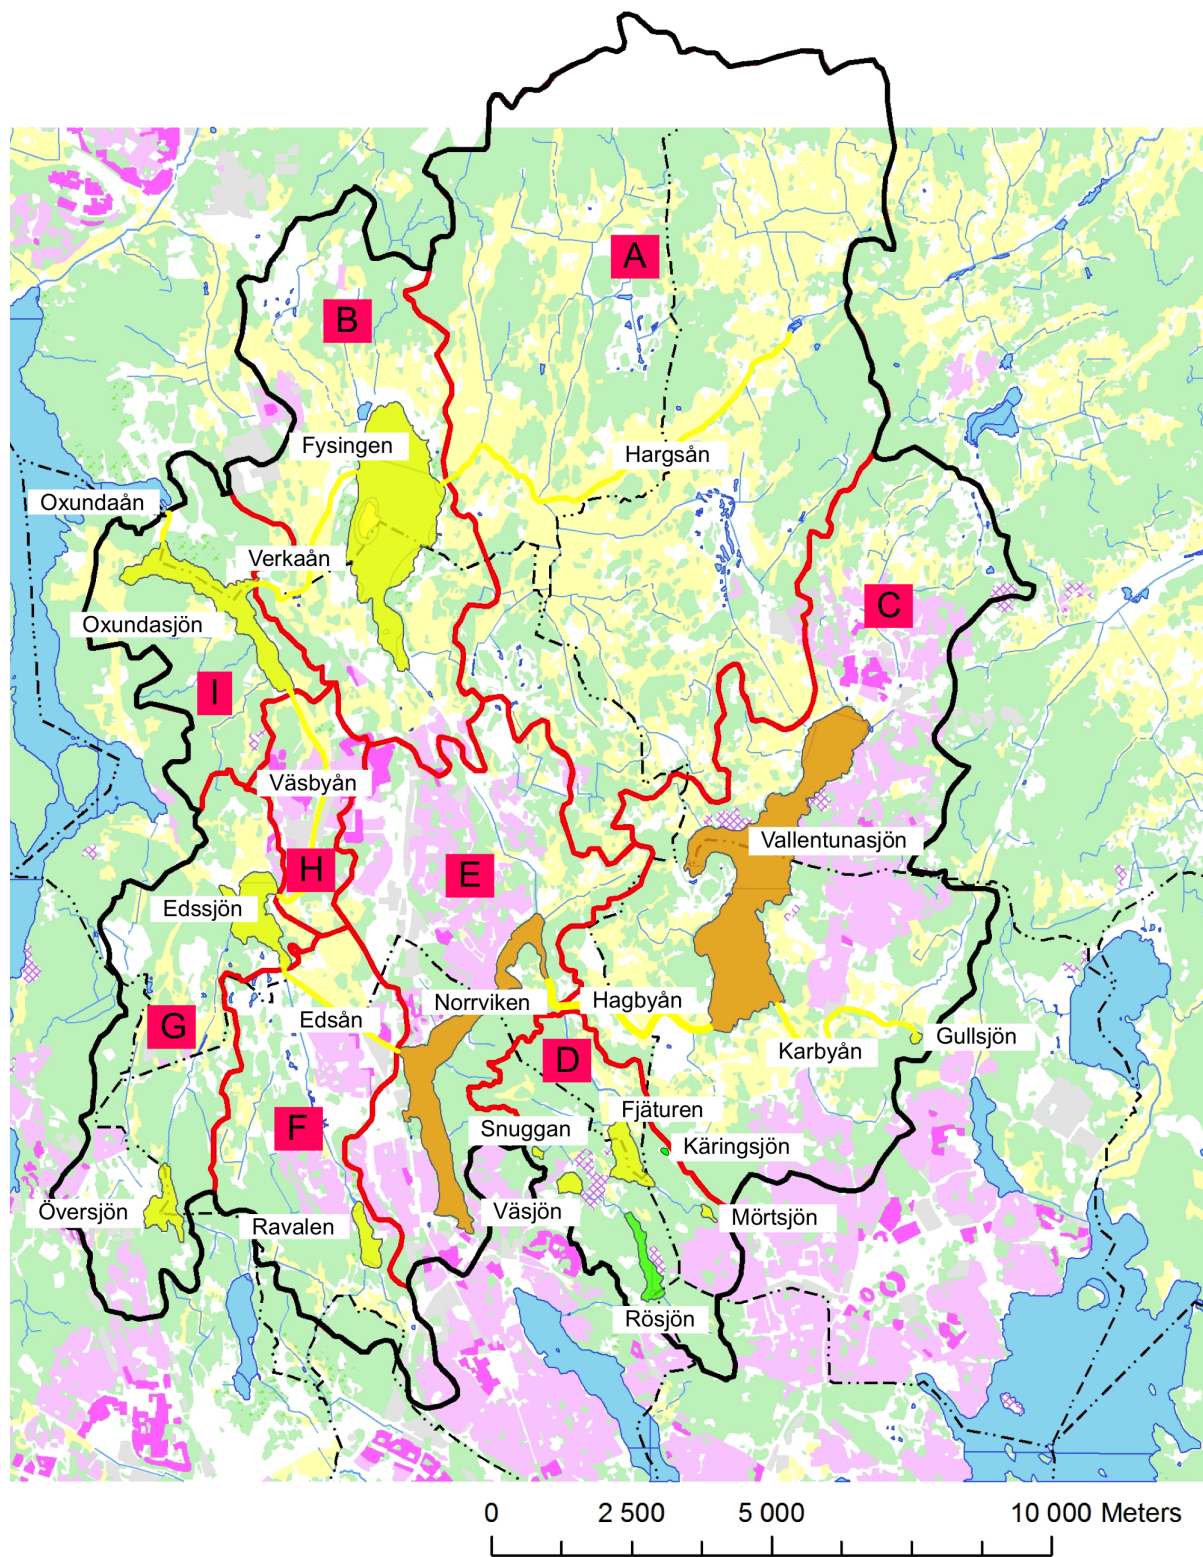 A
B
Fysingen
Hargsån
Oxundaån
Verkaån
C
Oxundasjön
I
Väsbyån
Vallentunasjön
H
E
Edssjön
Norrviken
Hagbyån
G
Edsån
Karbyån
Gullsjön
D
F
Fjäturen
Snuggan
Käringsjön
Översjön
Ravalen
Väsjön
Mörtsjön
Rösjön
0 2 500 5 000 10 000 Meters